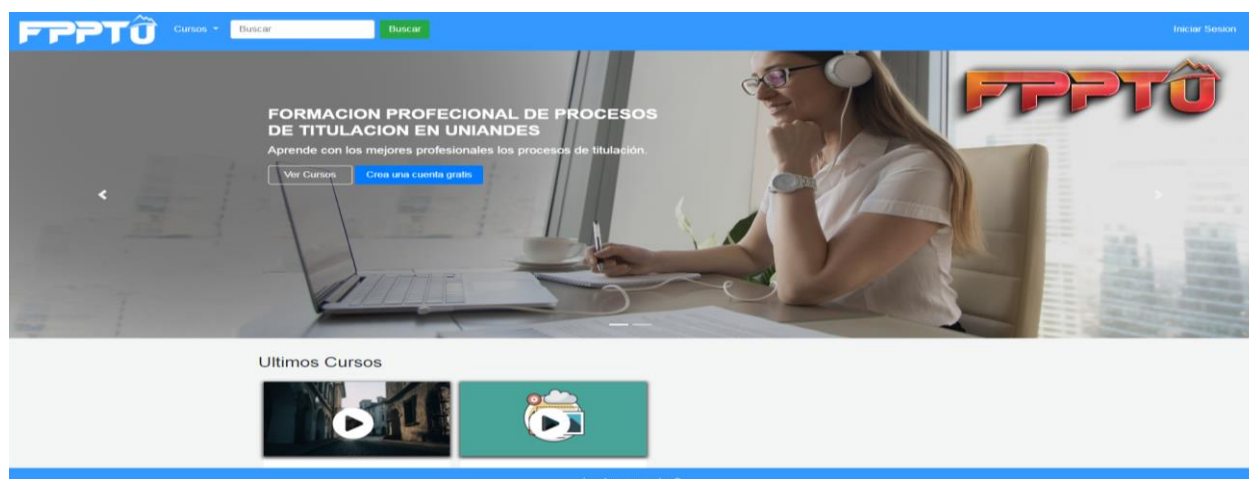 FPPTU
Cursos
Buscar
Buscar
Iniciar Sesion
FPPTU
FORMACION PROFECIONAL DE PROCESOS
DE TITULACION EN UNIANDES
Aprende con los mejores profesionales los procesos de titulación.
Ver Cursos
Crea una cuenta gratis
Ultimos Cursos